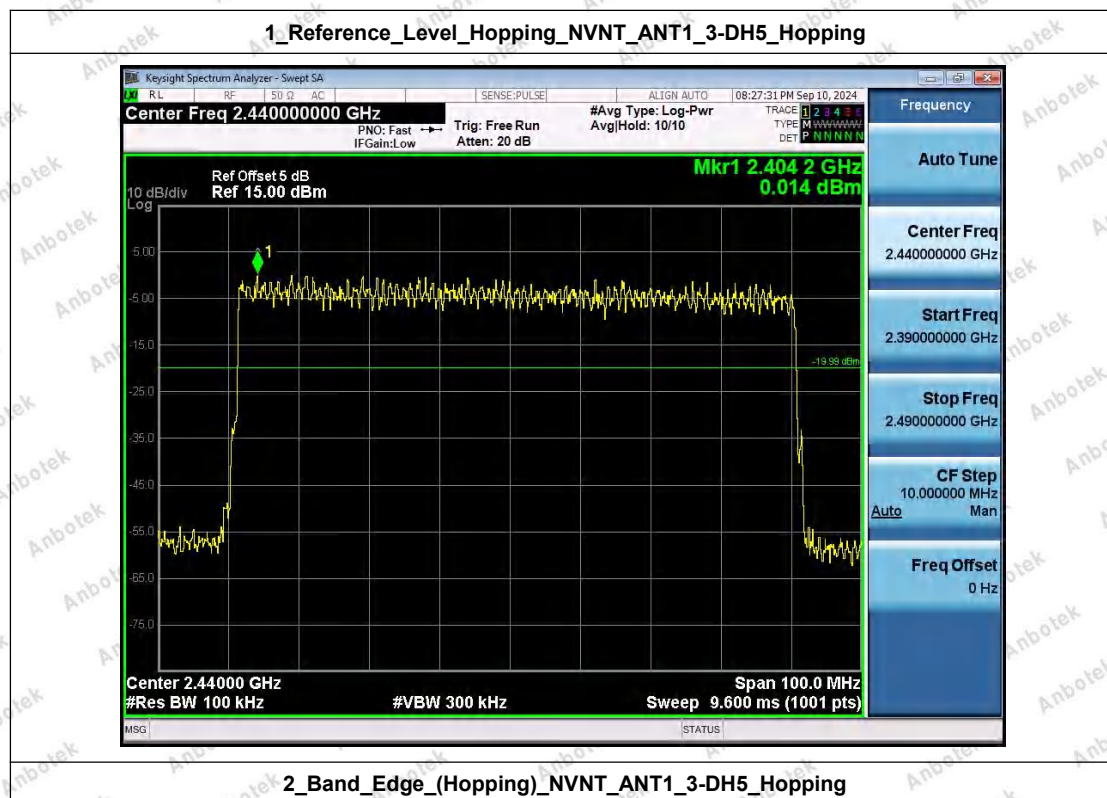 1_Reference_Level_Hopping_NVNT_ANT1_3-DH5_Hopping
Keysight Spectrum Analyzer - Swept SA
LXI RL RF 50 Ω AC SENSE:PULSE ALIGN AUTO 08:27:31 PM Sep 10, 2024
Center Freq 2.440000000 GHz
PNO: Fast
IFGain:Low
Trig: Free Run
Atten: 20 dB
#Avg Type: Log-Pwr
Avg|Hold: 10/10
TRACE 1 2 3 4 5 6
TYPE M WWWWW
DET P N N N N N
Mkr1 2.404 2 GHz
0.014 dBm
Ref Offset 5 dB
10 dB/div Ref 15.00 dBm
Log
1
5.00
-5.00
-15.0
-19.99 dBm
-25.0
-35.0
-45.0
-55.0
-65.0
-75.0
Center 2.44000 GHz
Span 100.0 MHz
#Res BW 100 kHz #VBW 300 kHz Sweep 9.600 ms (1001 pts)
MSG STATUS
Frequency
Auto Tune
Center Freq
2.440000000 GHz
Start Freq
2.390000000 GHz
Stop Freq
2.490000000 GHz
CF Step
10.000000 MHz
Auto Man
Freq Offset
0 Hz
2_Band_Edge_(Hopping)_NVNT_ANT1_3-DH5_Hopping
Anbotek